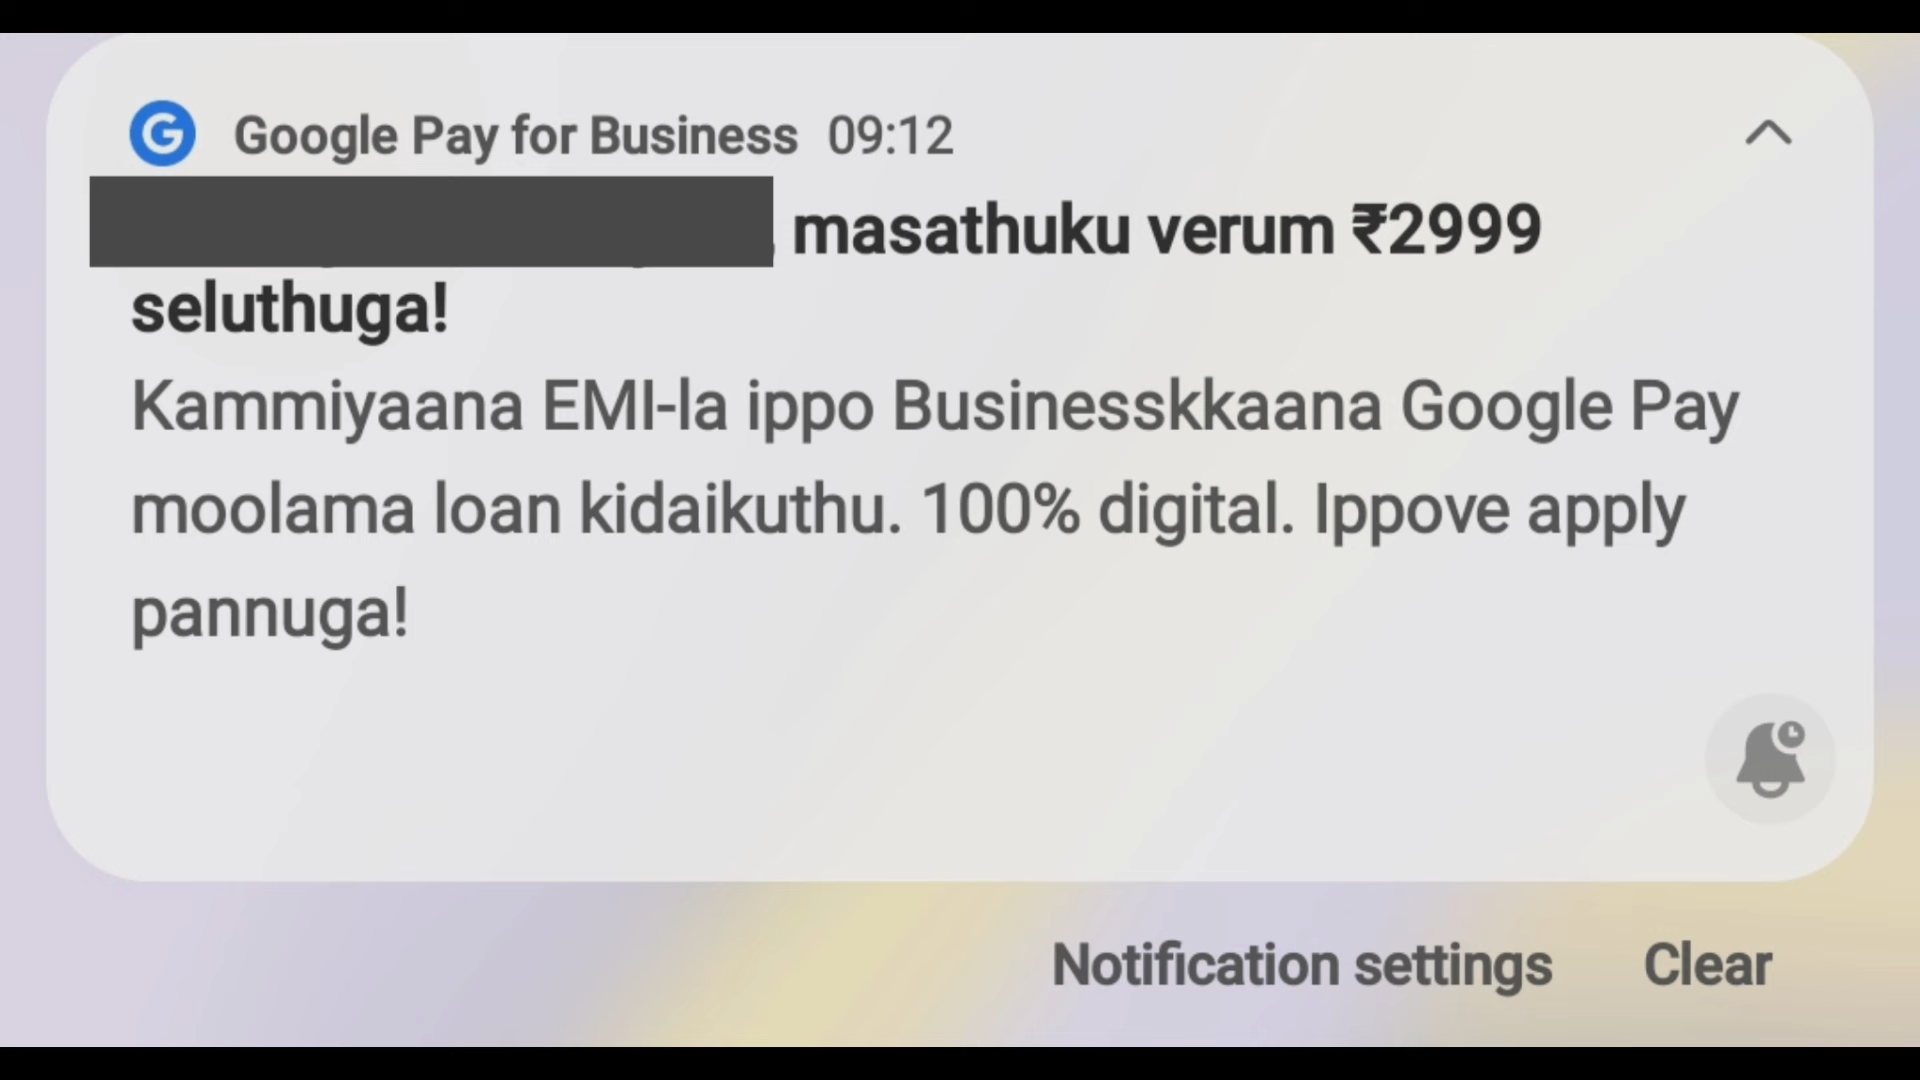 Google Pay for Business 09:12
masathuku verum ₹2999
seluthuga!
Kammiyaana EMI-la ippo Businesskkaana Google Pay
moolama loan kidaikuthu. 100% digital. Ippove apply
pannuga!
Notification settings Clear